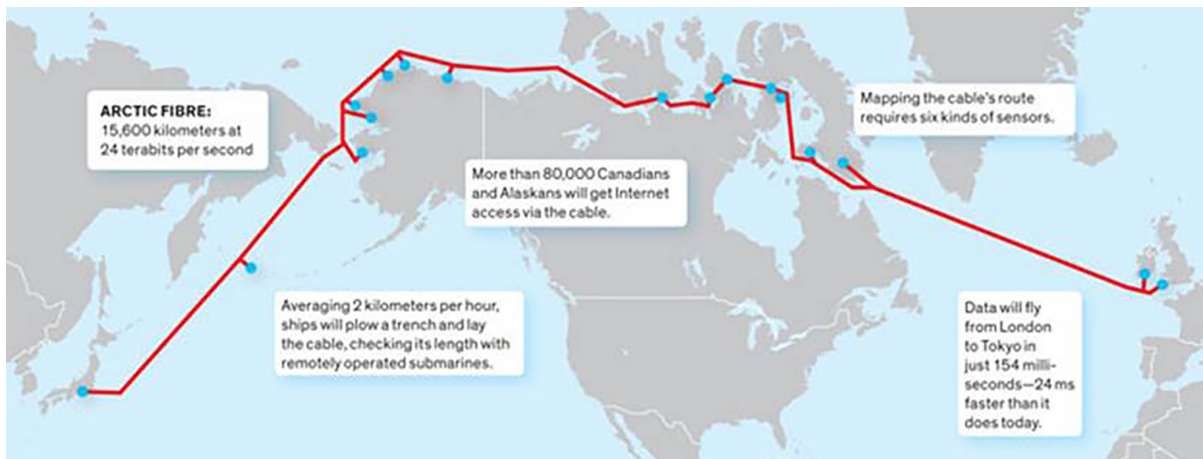 ARCTIC FIBRE:
15,600 kilometers at
24 terabits per second
Mapping the cable's route
requires six kinds of sensors.
More than 80,000 Canadians
and Alaskans will get Internet
access via the cable.
Averaging 2 kilometers per hour,
ships will plow a trench and lay
the cable, checking its length with
remotely operated submarines.
Data will fly
from London
to Tokyo in
just 154 milli-
seconds—24 ms
faster than it
does today.